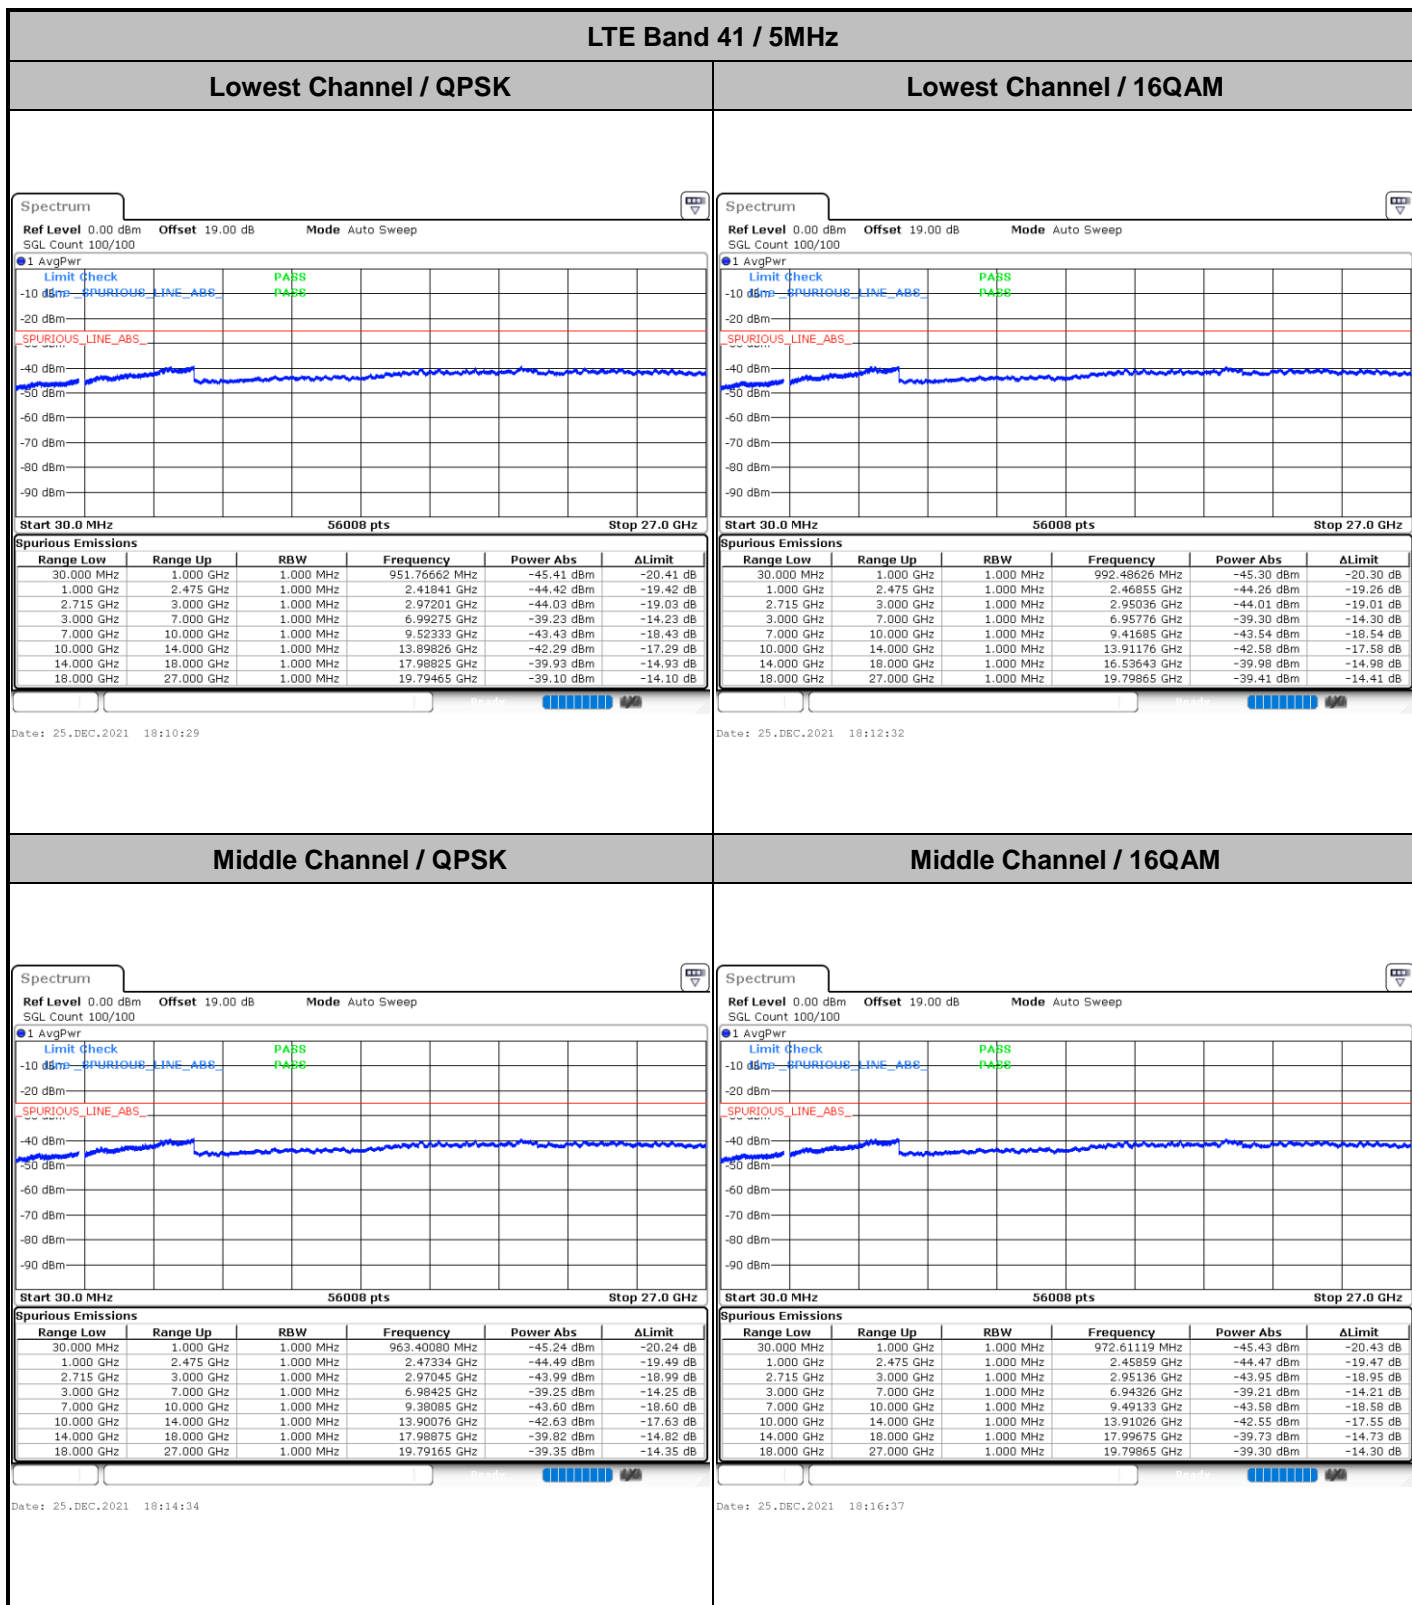 LTE Band 41 / 5MHz
Lowest Channel / QPSK
Lowest Channel / 16QAM
Spectrum
Ref Level 0.00 dBm Offset 19.00 dB Mode Auto Sweep
SGL Count 100/100
1 AvgPwr
Limit Check PASS
Line _SPURIOUS_LINE_ABS_ PASS
-10 dBm
-20 dBm
_SPURIOUS_LINE_ABS_
-40 dBm
-50 dBm
-60 dBm
-70 dBm
-80 dBm
-90 dBm
Start 30.0 MHz 56008 pts Stop 27.0 GHz
Spurious Emissions
Range Low Range Up RBW Frequency Power Abs ΔLimit
30.000 MHz 1.000 GHz 1.000 MHz 951.76662 MHz -45.41 dBm -20.41 dB
1.000 GHz 2.475 GHz 1.000 MHz 2.41841 GHz -44.42 dBm -19.42 dB
2.715 GHz 3.000 GHz 1.000 MHz 2.97201 GHz -44.03 dBm -19.03 dB
3.000 GHz 7.000 GHz 1.000 MHz 6.99275 GHz -39.23 dBm -14.23 dB
7.000 GHz 10.000 GHz 1.000 MHz 9.52333 GHz -43.43 dBm -18.43 dB
10.000 GHz 14.000 GHz 1.000 MHz 13.89826 GHz -42.29 dBm -17.29 dB
14.000 GHz 18.000 GHz 1.000 MHz 17.98825 GHz -39.93 dBm -14.93 dB
18.000 GHz 27.000 GHz 1.000 MHz 19.79465 GHz -39.10 dBm -14.10 dB
Ready
Date: 25.DEC.2021 18:10:29
Spectrum
Ref Level 0.00 dBm Offset 19.00 dB Mode Auto Sweep
SGL Count 100/100
1 AvgPwr
Limit Check PASS
Line _SPURIOUS_LINE_ABS_ PASS
-10 dBm
-20 dBm
_SPURIOUS_LINE_ABS_
-40 dBm
-50 dBm
-60 dBm
-70 dBm
-80 dBm
-90 dBm
Start 30.0 MHz 56008 pts Stop 27.0 GHz
Spurious Emissions
Range Low Range Up RBW Frequency Power Abs ΔLimit
30.000 MHz 1.000 GHz 1.000 MHz 992.48626 MHz -45.30 dBm -20.30 dB
1.000 GHz 2.475 GHz 1.000 MHz 2.46855 GHz -44.26 dBm -19.26 dB
2.715 GHz 3.000 GHz 1.000 MHz 2.95036 GHz -44.01 dBm -19.01 dB
3.000 GHz 7.000 GHz 1.000 MHz 6.95776 GHz -39.30 dBm -14.30 dB
7.000 GHz 10.000 GHz 1.000 MHz 9.41685 GHz -43.54 dBm -18.54 dB
10.000 GHz 14.000 GHz 1.000 MHz 13.91176 GHz -42.58 dBm -17.58 dB
14.000 GHz 18.000 GHz 1.000 MHz 16.53643 GHz -39.98 dBm -14.98 dB
18.000 GHz 27.000 GHz 1.000 MHz 19.79865 GHz -39.41 dBm -14.41 dB
Ready
Date: 25.DEC.2021 18:12:32
Middle Channel / QPSK
Middle Channel / 16QAM
Spectrum
Ref Level 0.00 dBm Offset 19.00 dB Mode Auto Sweep
SGL Count 100/100
1 AvgPwr
Limit Check PASS
Line _SPURIOUS_LINE_ABS_ PASS
-10 dBm
-20 dBm
_SPURIOUS_LINE_ABS_
-40 dBm
-50 dBm
-60 dBm
-70 dBm
-80 dBm
-90 dBm
Start 30.0 MHz 56008 pts Stop 27.0 GHz
Spurious Emissions
Range Low Range Up RBW Frequency Power Abs ΔLimit
30.000 MHz 1.000 GHz 1.000 MHz 963.40080 MHz -45.24 dBm -20.24 dB
1.000 GHz 2.475 GHz 1.000 MHz 2.47334 GHz -44.49 dBm -19.49 dB
2.715 GHz 3.000 GHz 1.000 MHz 2.97045 GHz -43.99 dBm -18.99 dB
3.000 GHz 7.000 GHz 1.000 MHz 6.98425 GHz -39.25 dBm -14.25 dB
7.000 GHz 10.000 GHz 1.000 MHz 9.38085 GHz -43.60 dBm -18.60 dB
10.000 GHz 14.000 GHz 1.000 MHz 13.90076 GHz -42.63 dBm -17.63 dB
14.000 GHz 18.000 GHz 1.000 MHz 17.98875 GHz -39.82 dBm -14.82 dB
18.000 GHz 27.000 GHz 1.000 MHz 19.79165 GHz -39.35 dBm -14.35 dB
Ready
Date: 25.DEC.2021 18:14:34
Spectrum
Ref Level 0.00 dBm Offset 19.00 dB Mode Auto Sweep
SGL Count 100/100
1 AvgPwr
Limit Check PASS
Line _SPURIOUS_LINE_ABS_ PASS
-10 dBm
-20 dBm
_SPURIOUS_LINE_ABS_
-40 dBm
-50 dBm
-60 dBm
-70 dBm
-80 dBm
-90 dBm
Start 30.0 MHz 56008 pts Stop 27.0 GHz
Spurious Emissions
Range Low Range Up RBW Frequency Power Abs ΔLimit
30.000 MHz 1.000 GHz 1.000 MHz 972.61119 MHz -45.43 dBm -20.43 dB
1.000 GHz 2.475 GHz 1.000 MHz 2.45859 GHz -44.47 dBm -19.47 dB
2.715 GHz 3.000 GHz 1.000 MHz 2.95136 GHz -43.95 dBm -18.95 dB
3.000 GHz 7.000 GHz 1.000 MHz 6.94326 GHz -39.21 dBm -14.21 dB
7.000 GHz 10.000 GHz 1.000 MHz 9.49133 GHz -43.58 dBm -18.58 dB
10.000 GHz 14.000 GHz 1.000 MHz 13.91026 GHz -42.55 dBm -17.55 dB
14.000 GHz 18.000 GHz 1.000 MHz 17.99675 GHz -39.73 dBm -14.73 dB
18.000 GHz 27.000 GHz 1.000 MHz 19.79865 GHz -39.30 dBm -14.30 dB
Ready
Date: 25.DEC.2021 18:16:37